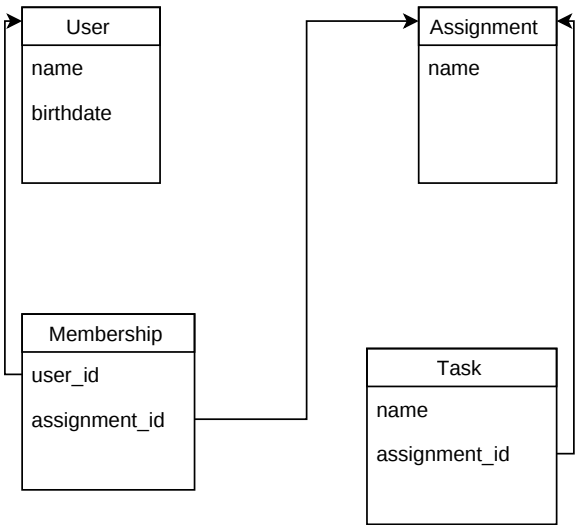 User
name
birthdate
Assignment
name
Membership
user_id
assignment_id
Task
name
assignment_id